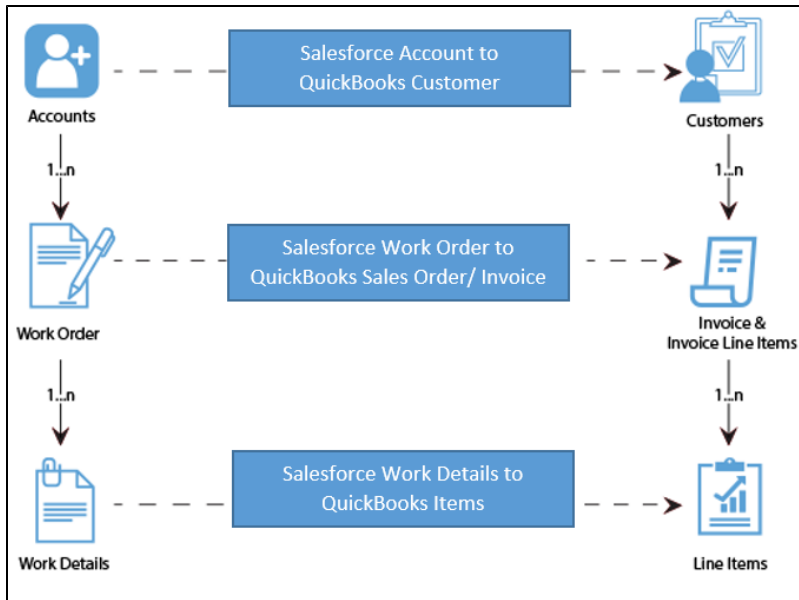 Salesforce Account to
QuickBooks Customer
Accounts
Customers
1...n
1...n
Salesforce Work Order to
QuickBooks Sales Order/ Invoice
Work Order
Invoice &
Invoice Line Items
1...n
1...n
Salesforce Work Details to
QuickBooks Items
Work Details
Line Items